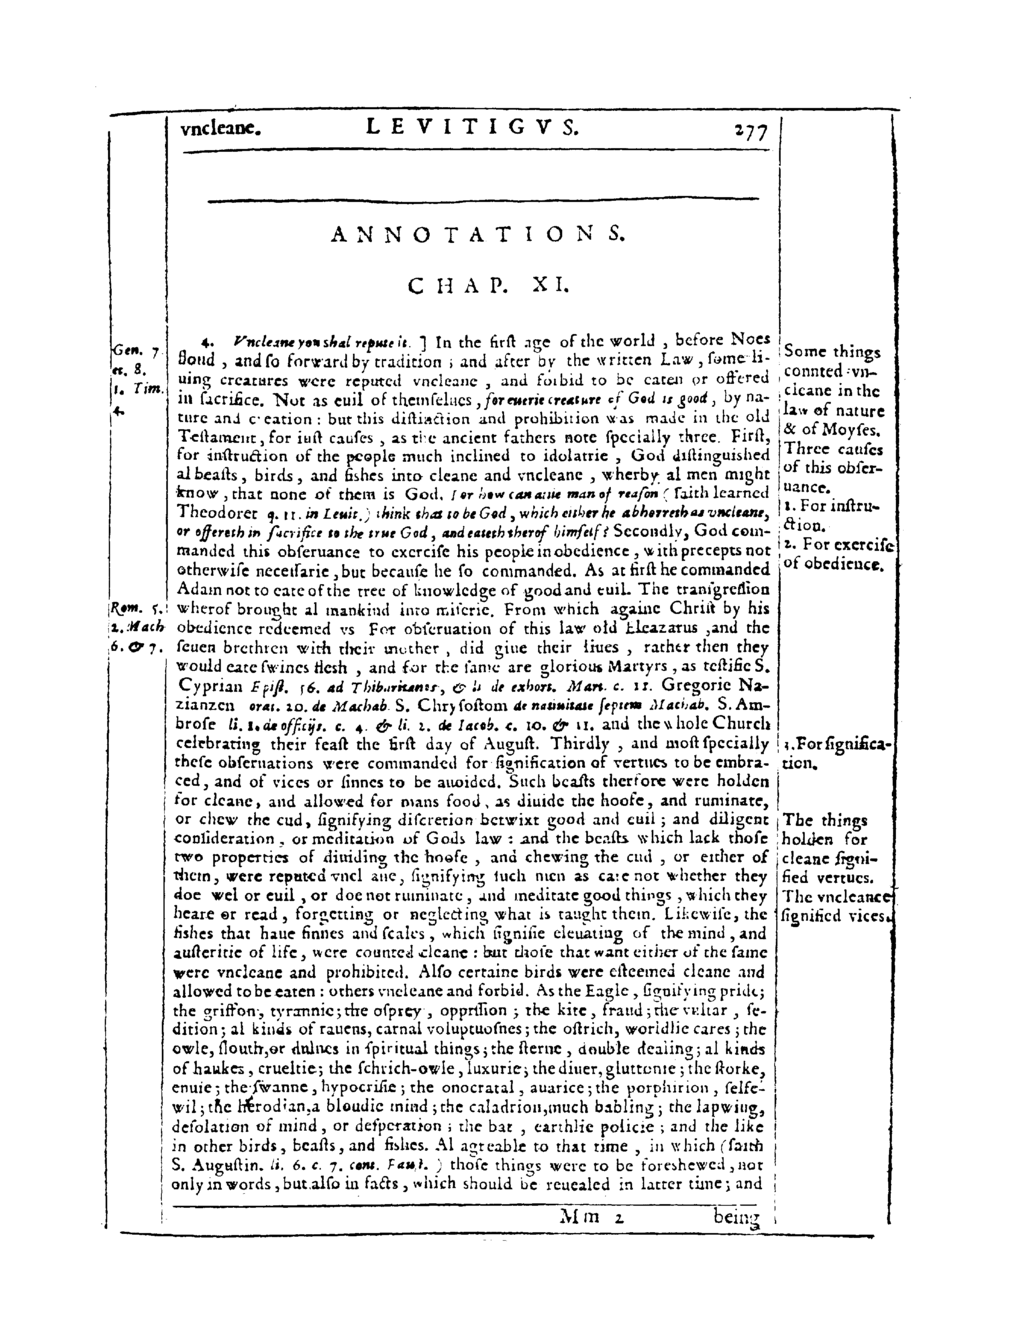 vncleane. LEVITICVS. 277
ANNOTATIONS.
CHAP. XI.
4. Vncleane you shal repute it. ] In the firſt age of the world , before Noes
floud , and ſo forward by tradition ; and after by the written Law , ſome li-
uing creatures were reputed vncleane , and forbid to be eaten or offered
in ſacrifice. Not as euil of themſelues , for euerie creature of God is good , by na-
ture and creation : but this diſtinction and prohibition was made in the old
Teſtament , for iuſt cauſes , as the ancient fathers note ſpecially three. Firſt,
for inſtruction of the people much inclined to idolatrie , God diſtinguished
al beaſts , birds , and fishes into cleane and vncleane , wherby al men might
know , that none of them is God. For how can anie man of reaſon ( ſaith learned
Theodoret q. 11. in Leuit. ) think that to be God , which either he abhorreth as vncleane,
or offereth in ſacrifice to the true God , and eateth therof himſelf ? Secondly, God com-
manded this obſeruance to exerciſe his people in obedience , with precepts not
otherwiſe neceſſarie , but becauſe he ſo commanded. As at firſt he commanded
Adam not to eate of the tree of knowledge of good and euil. The tranſgreſſion
wherof brought al mankind into miſerie. From which againe Chriſt by his
obedience redeemed vs For obſeruation of this law old Eleazarus , and the
ſeuen brethren with their mother , did giue their liues , rather then they
would eate ſwines flesh , and for the ſame are glorious Martyrs , as teſtifie S.
Cyprian Epiſt. 56. ad Thibaritanos , & li de exhort. Mart. c. 11. Gregorie Na-
zianzen orat. 20. de Machab. S. Chryſoſtom de natiuitate ſeptem Machab. S. Am-
broſe li. 1. de officijs. c. 4. & li. 2. de Iacob. c. 10. & 11. and the whole Church
celebrating their feaſt the firſt day of Auguſt. Thirdly , and moſt ſpecially
theſe obſeruations were commanded for ſignification of vertues to be embra-
ced , and of vices or ſinnes to be auoided. Such beaſts therfore were holden
for cleane , and allowed for mans food , as diuide the hoofe , and ruminate,
or chew the cud , ſignifying diſcretion betwixt good and euil ; and diligent
conſideration , or meditation of Gods law : and the beaſts which lack thoſe
two properties of diuiding the hoofe , and chewing the cud , or either of
them , were reputed vncleane , ſignifying ſuch men as care not whether they
doe wel or euil , or doe not ruminate , and meditate good things , which they
heare or read , forgetting or neglecting what is taught them. Likewiſe , the
fishes that haue finnes and ſcales , which ſignifie eleuating of the mind , and
auſteritie of life , were counted cleane : but thoſe that want either of the ſame
were vncleane and prohibited. Alſo certaine birds were eſteemed cleane and
allowed to be eaten : others vncleane and forbid. As the Eagle , ſignifying pride;
the griffon , tyrannie ; the oſprey , oppriſſion ; the kite , fraud ; the vultar , ſe-
dition ; al kinds of rauens, carnal voluptuoſnes ; the oſtrich, worldlie cares ; the
owle, ſlouth, or dulnes in ſpiritual things ; the ſterne , double dealing ; al kinds
of haukes , crueltie ; the ſchrich-owle , luxurie ; the diuer, gluttonie ; the ſtorke,
enuie ; the ſwanne , hypocriſie ; the onocratal , auarice ; the porphirion , ſelfe-
wil ; the herodian, a bloudie mind ; the caladrion, much babling ; the lapwing,
deſolation of mind , or deſperation ; the bat , earthlie policie ; and the like
in other birds , beaſts , and fishes. Al agreable to that time , in which ( ſaith
S. Auguſtin. li. 6. c. 7. cont. Fauſt. ) thoſe things were to be foreshewed , not
only in words , but alſo in facts , which should be reuealed in latter time ; and
Mm 2 being
Gen. 7
et. 8.
1. Tim.
4.
Rom. 5.
2. Mach
6. & 7.
Some things
connted vn-
cleane in the
law of nature
& of Moyſes.
Three cauſes
of this obſer-
uance.
1. For inſtru-
ction.
2. For exerciſe
of obedience.
3. For ſignifica-
tion.
The things
holden for
cleane ſigni-
fied vertues.
The vncleane
ſignified vices.